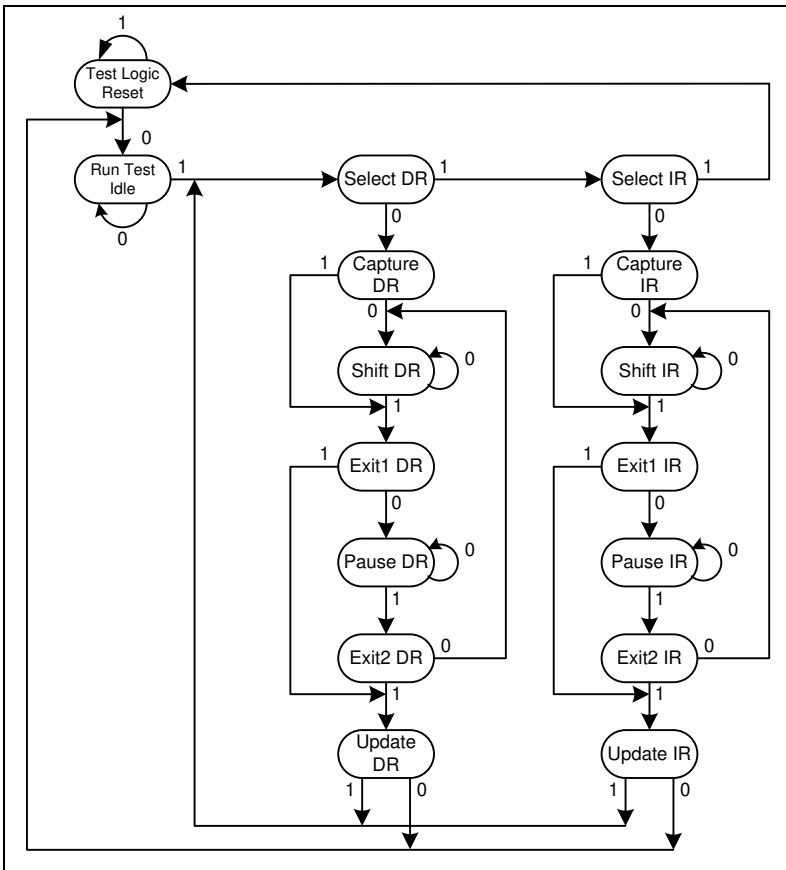 1
Test Logic
Reset
0
Run Test
Idle
1
0
Select DR
1
0
Select IR
1
0
Capture
DR
1
0
Capture
IR
1
0
Shift DR
0
1
Shift IR
0
1
Exit1 DR
1
0
Exit1 IR
1
0
Pause DR
0
1
Pause IR
0
1
Exit2 DR
0
1
Exit2 IR
0
1
Update
DR
1
0
Update IR
1
0